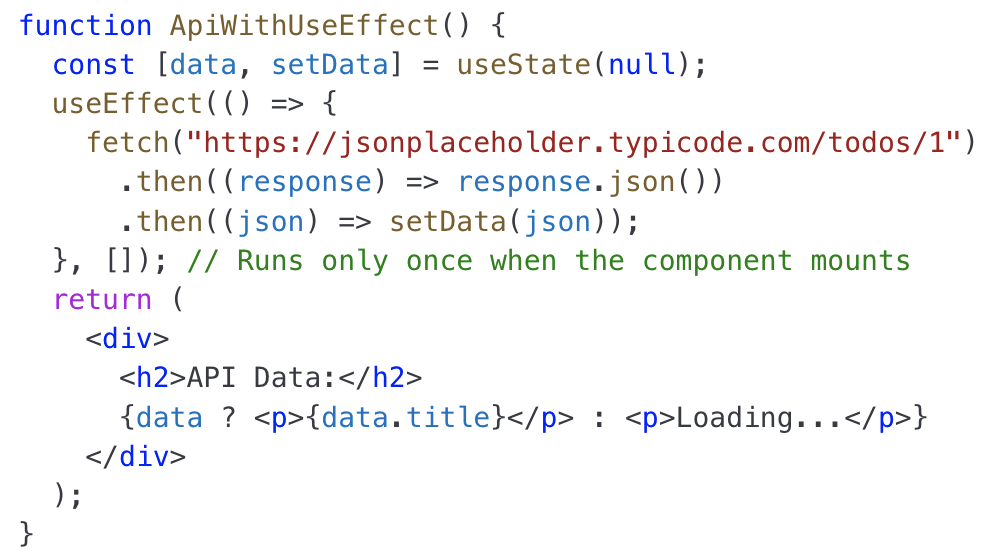 function ApiWithUseEffect() {
  const [data, setData] = useState(null);
  useEffect(() => {
    fetch("https://jsonplaceholder.typicode.com/todos/1")
      .then((response) => response.json())
      .then((json) => setData(json));
  }, []); // Runs only once when the component mounts
  return (
    <div>
      <h2>API Data:</h2>
      {data ? <p>{data.title}</p> : <p>Loading...</p>}
    </div>
  );
}